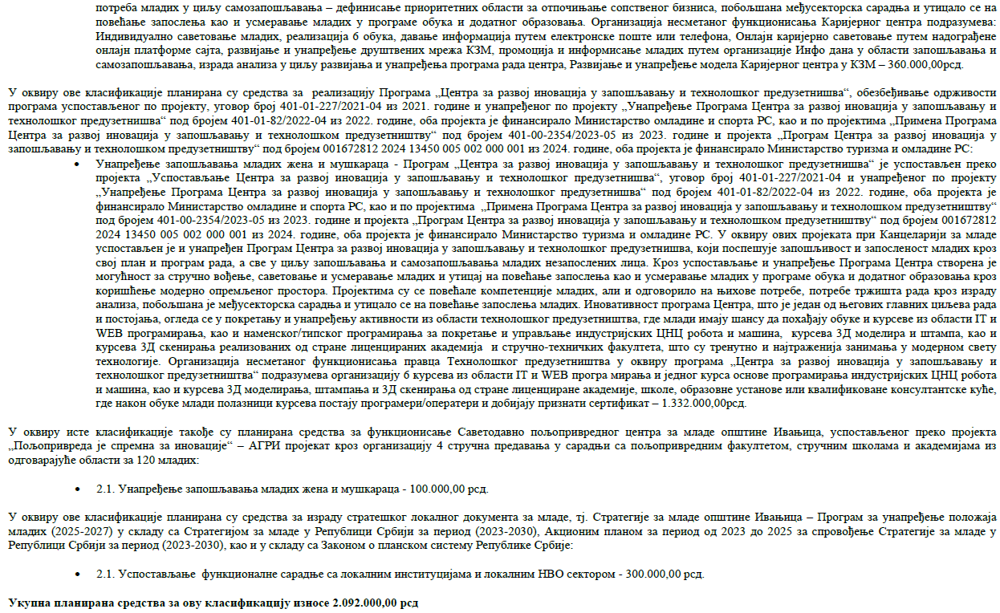 потреба младих у циљу самозапошљавања – дефинисање приоритетних области за отпочињање сопственог бизниса, побољшана међусекторска сарадња и утицало се на
повећање запослења као и усмеравање младих у програме обука и додатног образовања. Организација несметаног функционисања Каријерног центра подразумева:
Индивидуално саветовање младих, реализација 6 обука, давање информација путем електронске поште или телефона, Онлајн каријерно саветовање путем надограђене
онлајн платформе сајта, развијање и унапређење друштвених мрежа КЗМ, промоција и информисање младих путем организације Инфо дана у области запошљавања и
самозапошљавања, израда анализа у циљу развијања и унапређења програма рада центра, Развијање и унапређење модела Каријерног центра у КЗМ – 360.000,00рсд.
У оквиру ове класификације планирана су средства за реализацију Програма „Центра за развој иновација у запошљавању и технолошког предузетнишва“, обезбеђивање одрживости
програма успостављеног по пројекту, уговор број 401-01-227/2021-04 из 2021. године и унапређеног по пројекту „Унапређење Програма Центра за развој иновација у запошљавању и
технолошког предузетнишва“ под бројем 401-01-82/2022-04 из 2022. године, оба пројекта је финансирало Министарство омладине и спорта РС, као и по пројектима „Примена Програма
Центра за развој иновација у запошљавању и технолошком предузетништву“ под бројем 401-00-2354/2023-05 из 2023. године и пројекта „Програм Центра за развој иновација у
запошљавању и технолошком предузетништву“ под бројем 001672812 2024 13450 005 002 000 001 из 2024. године, оба пројекта је финансирало Министарство туризма и омладине РС:
• Унапређење запошљавања младих жена и мушкараца - Програм „Центра за развој иновација у запошљавању и технолошког предузетнишва“ је успостављен преко
пројекта „Успостављање Центра за развој иновација у запошљавању и технолошког предузетнишва“, уговор број 401-01-227/2021-04 и унапређеног по пројекту
„Унапређење Програма Центра за развој иновација у запошљавању и технолошког предузетнишва“ под бројем 401-01-82/2022-04 из 2022. године, оба пројекта је
финансирало Министарство омладине и спорта РС, као и по пројектима „Примена Програма Центра за развој иновација у запошљавању и технолошком предузетништву“
под бројем 401-00-2354/2023-05 из 2023. године и пројекта „Програм Центра за развој иновација у запошљавању и технолошком предузетништву“ под бројем 001672812
2024 13450 005 002 000 001 из 2024. године, оба пројекта је финансирало Министарство туризма и омладине РС. У оквиру ових пројеката при Канцеларији за младе
успостављен је и унапређен Програм Центра за развој иновација у запошљавању и технолошког предузетнишва, који поспешује запошљивост и запосленост младих кроз
свој план и програм рада, а све у циљу запошљавања и самозапошљавања младих незапослених лица. Кроз успостављање и унапређење Програма Центра створена је
могућност за стручно вођење, саветовање и усмеравање младих и утицај на повећање запослења као и усмеравање младих у програме обука и додатног образовања кроз
коришћење модерно опремљеног простора. Пројектима су се повећале компетенције младих, али и одговорило на њихове потребе, потребе тржишта рада кроз израду
анализа, побољшана је међусекторска сарадња и утицало се на повећање запослења младих. Иновативност програма Центра, што је један од његових главних циљева рада
и постојања, огледа се у покретању и унапређењу активности из области технолошког предузетништва, где млади имају шансу да похађају обуке и курсеве из области IT и
WEB програмирања, као и наменског/типског програмирања за покретање и управљање индустријских ЦНЦ робота и машина, курсева 3Д моделира и штампа, као и
курсева 3Д скенирања реализованих од стране лиценцираних академија и стручно-техничких факултета, што су тренутно и најтраженија занимања у модерном свету
технологије. Организација несметаног функционисања правца Технолошког предузетништва у оквиру програма „Центра за развој иновација у запошљавању и
технолошког предузетништва“ подразумева организацију 6 курсева из области IT и WEB програ мирања и једног курса основе програмирања индустријских ЦНЦ робота
и машина, као и курсева 3Д моделирања, штампања и 3Д скенирања од стране лиценциране академије, школе, образовне установе или квалификоване консултантске куће,
где након обуке млади полазници курсева постају програмери/оператери и добијају признати сертификат – 1.332.000,00рсд.
У оквиру исте класификације такође су планирана средства за функционисање Саветодавно пољопривредног центра за младе општине Ивањица, успостављеног преко пројекта
„Пољопривреда је спремна за иновације“ – АГРИ пројекат кроз организацију 4 стручна предавања у сарадњи са пољопривредним факултетом, стручним школама и академијама из
одговарајуће области за 120 младих:
• 2.1. Унапређење запошљавања младих жена и мушкараца - 100.000,00 рсд.
У оквиру ове класификације планирана су средства за израду стратешког локалног документа за младе, тј. Стратегије за младе општине Ивањица – Програм за унапређење положаја
младих (2025-2027) у складу са Стратегијом за младе у Републици Србији за период (2023-2030), Акционим планом за период од 2023 до 2025 за спровођење Стратегије за младе у
Републици Србији за период (2023-2030), као и у складу са Законом о планском систему Републике Србије:
• 2.1. Успостављање функционалне сарадње са локалним институцијама и локалним НВО сектором - 300.000,00 рсд.
Укупна планирана средства за ову класификацију износе 2.092.000,00 рсд